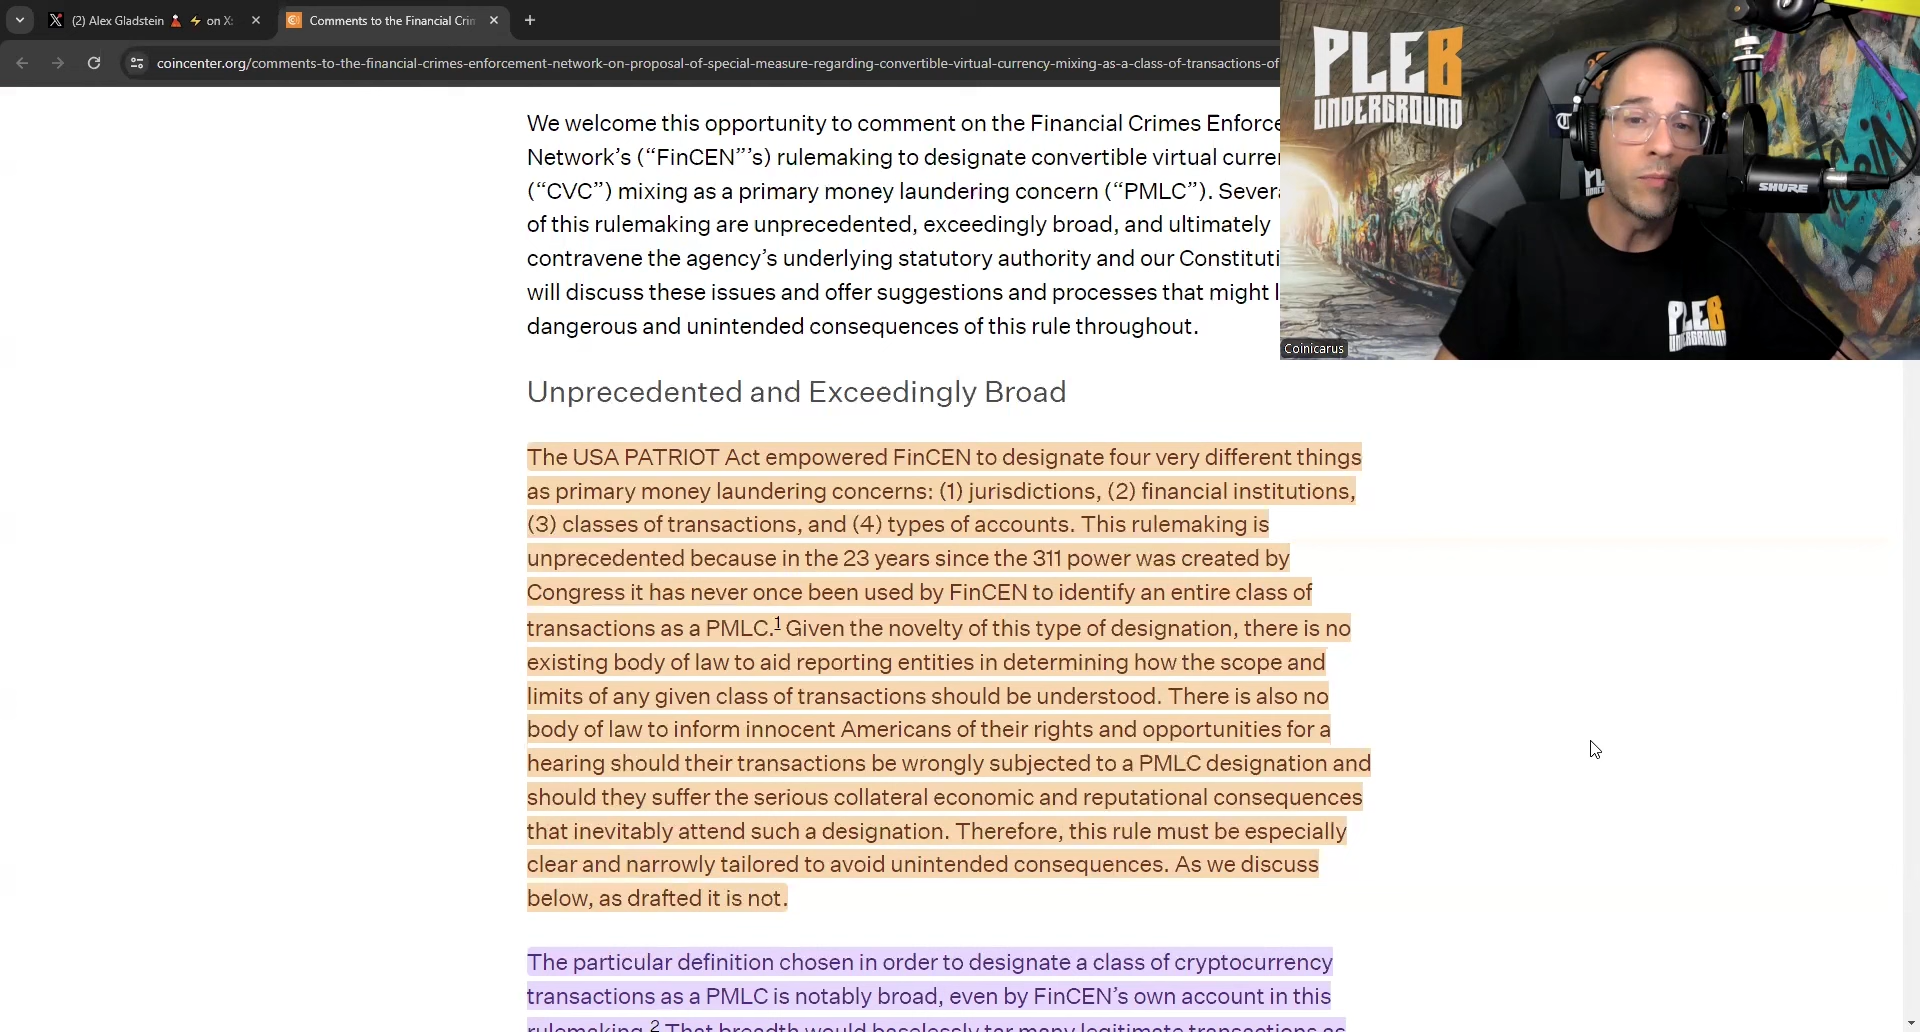 (2) Alex Gladstein
on X:
Comments to the Financial Crin
coincenter.org/comments-to-the-financial-crimes-enforcement-network-on-proposal-of-special-measure-regarding-convertible-virtual-currency-mixing-as-a-class-of-transactions-of
PLEB
UNDERGROUND
SHURE
PLEB
UNDERGROUND
Coinicarus
We welcome this opportunity to comment on the Financial Crimes Enforce
Network’s (“FinCEN”’s) rulemaking to designate convertible virtual curre
(“CVC”) mixing as a primary money laundering concern (“PMLC”). Sever
of this rulemaking are unprecedented, exceedingly broad, and ultimately
contravene the agency’s underlying statutory authority and our Constituti
will discuss these issues and offer suggestions and processes that might
dangerous and unintended consequences of this rule throughout.
Unprecedented and Exceedingly Broad
The USA PATRIOT Act empowered FinCEN to designate four very different things
as primary money laundering concerns: (1) jurisdictions, (2) financial institutions,
(3) classes of transactions, and (4) types of accounts. This rulemaking is
unprecedented because in the 23 years since the 311 power was created by
Congress it has never once been used by FinCEN to identify an entire class of
transactions as a PMLC.1 Given the novelty of this type of designation, there is no
existing body of law to aid reporting entities in determining how the scope and
limits of any given class of transactions should be understood. There is also no
body of law to inform innocent Americans of their rights and opportunities for a
hearing should their transactions be wrongly subjected to a PMLC designation and
should they suffer the serious collateral economic and reputational consequences
that inevitably attend such a designation. Therefore, this rule must be especially
clear and narrowly tailored to avoid unintended consequences. As we discuss
below, as drafted it is not.
The particular definition chosen in order to designate a class of cryptocurrency
transactions as a PMLC is notably broad, even by FinCEN’s own account in this
rulemaking.2 That breadth would baselessly tar many legitimate transactions as